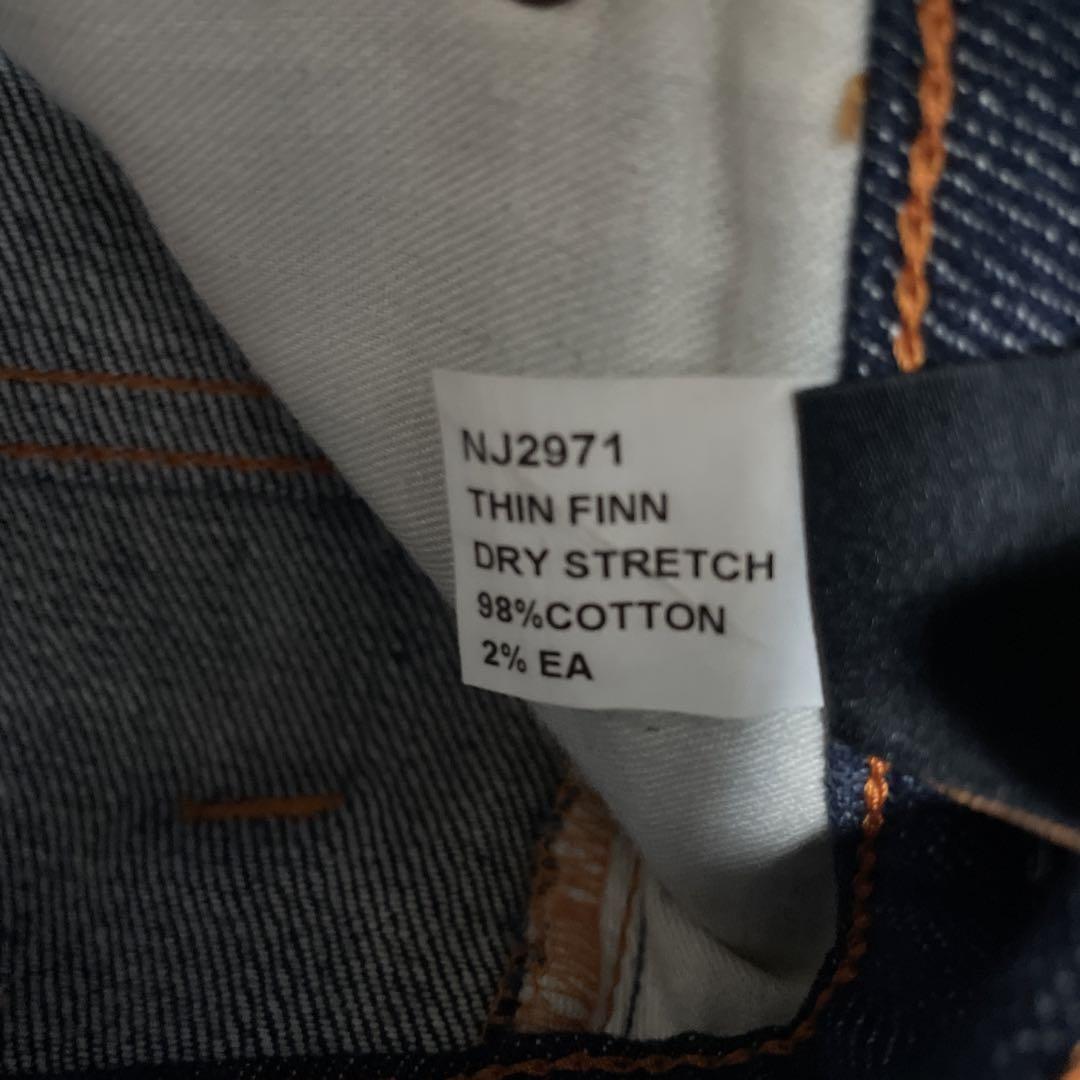 NJ2971
THIN FINN
DRY STRETCH
98%COTTON
2% EA